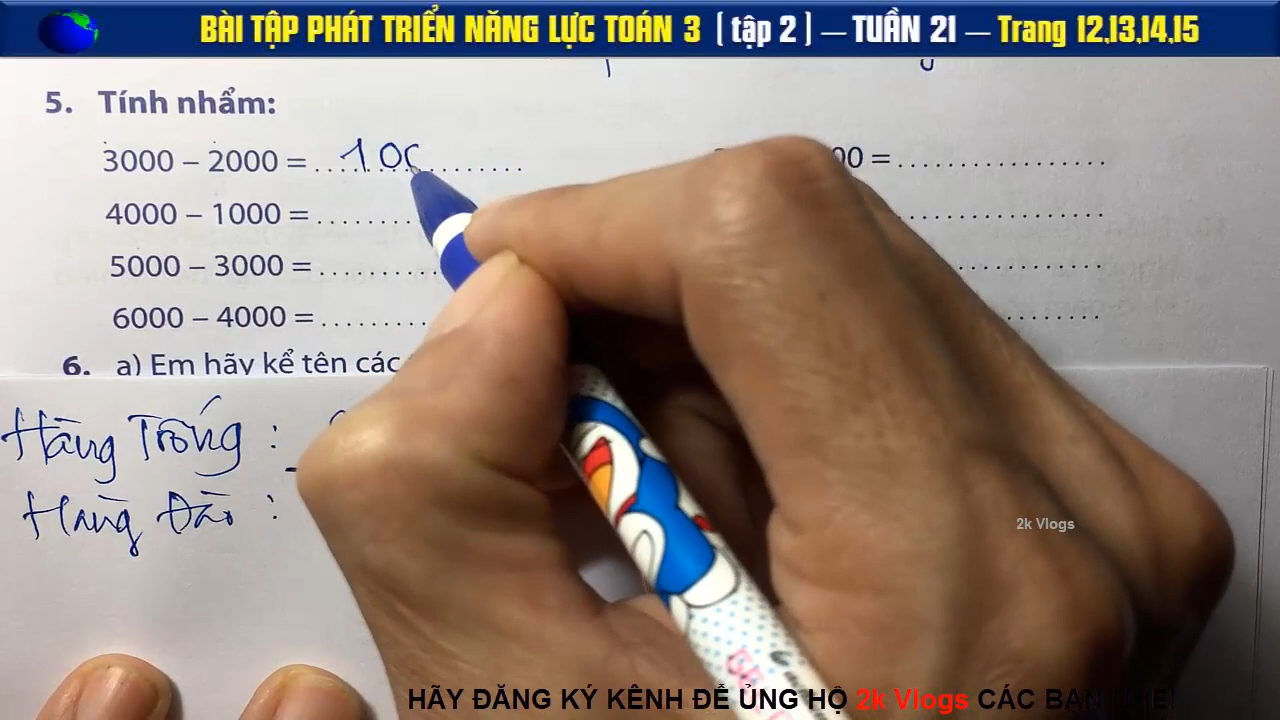 BÀI TẬP PHÁT TRIỂN NĂNG LỰC TOÁN 3 ( tập 2 ) – TUẦN 21 – Trang 12,13,14,15
5. Tính nhẩm:
3000 – 2000 = ... 100 ...
00 = ...
4000 – 1000 = ...
5000 – 3000 = ...
6000 – 4000 = ...
6. a) Em hãy kể tên các
Hàng Trống :
Hàng Đào :
2k Vlogs
HÃY ĐĂNG KÝ KÊNH ĐỂ ỦNG HỘ 2k Vlogs CÁC BẠN